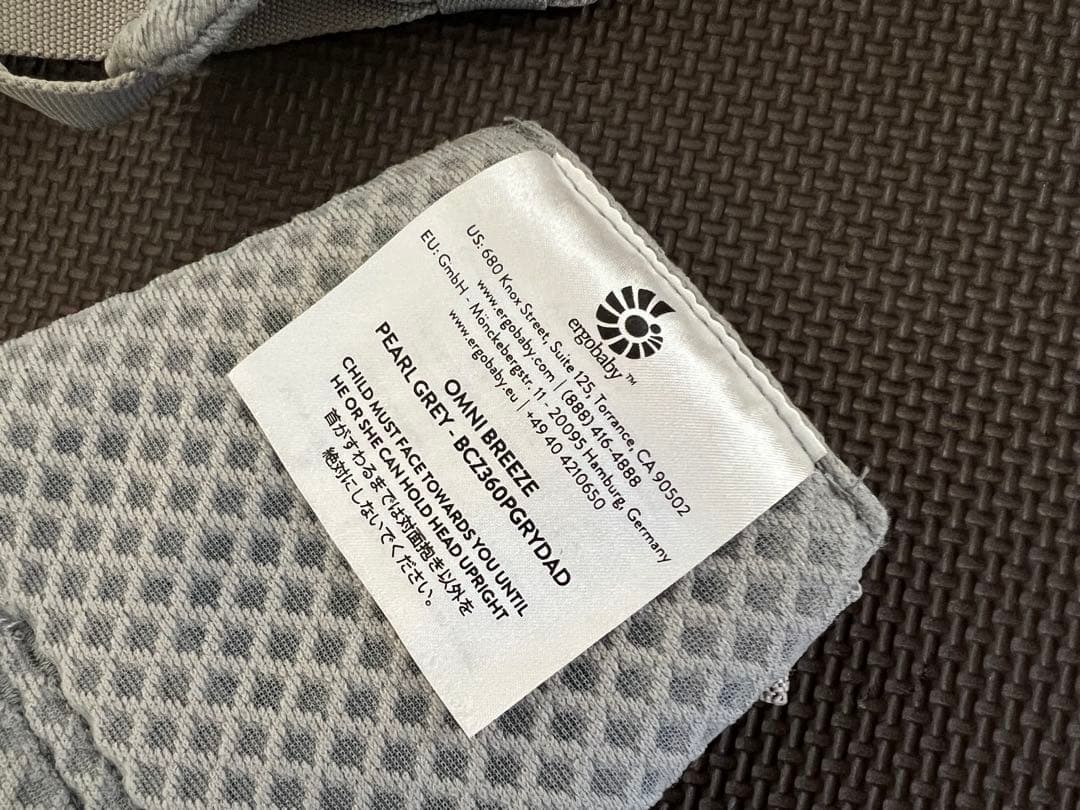 ergobaby™
US: 680 Knox Street, Suite 125, Torrance, CA 90502
www.ergobaby.com | (888) 416-4888
EU: GmbH - Mönckebergstr. 11 - 20095 Hamburg, Germany
www.ergobaby.eu | +49 40 4210650
OMNI BREEZE
PEARL GREY - BCZ360PGRYDAD
CHILD MUST FACE TOWARDS YOU UNTIL
HE OR SHE CAN HOLD HEAD UPRIGHT
首がすわるまでは対面抱き以外を
絶対にしないでください。